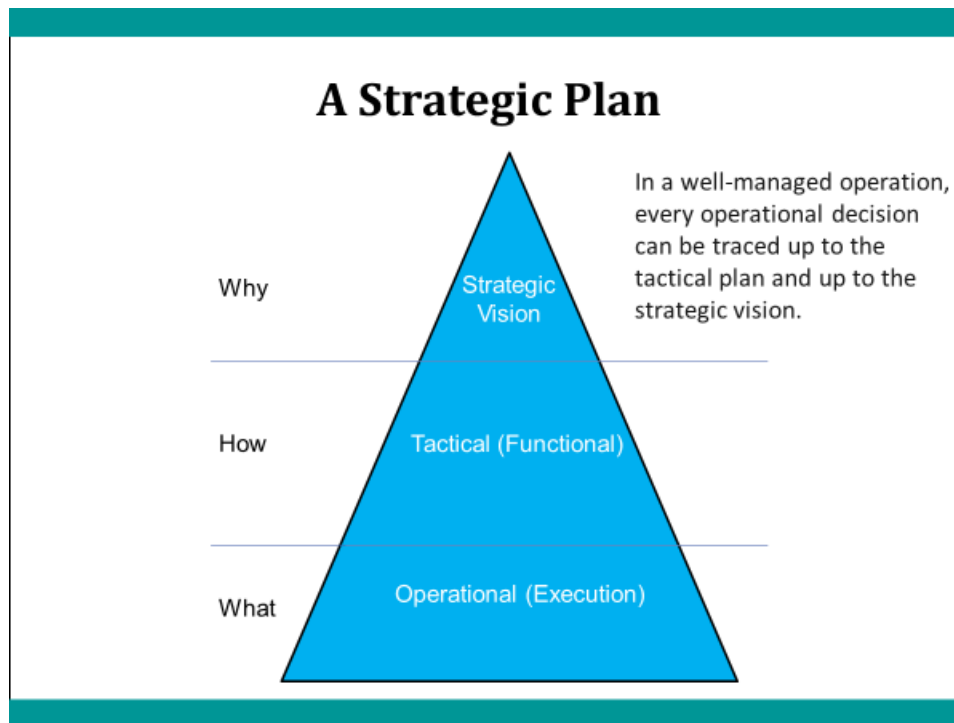 A Strategic Plan
In a well-managed operation,
every operational decision
can be traced up to the
tactical plan and up to the
strategic vision.
Why
Strategic
Vision
How
Tactical (Functional)
What
Operational (Execution)